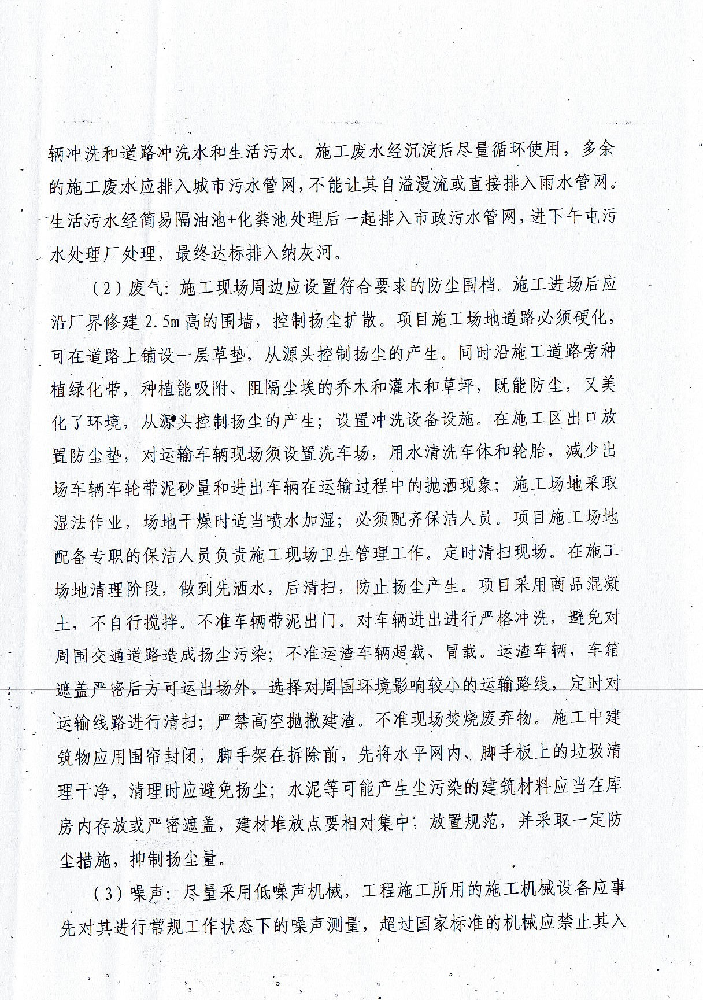 辆冲洗和道路冲洗水和生活污水。施工废水经沉淀后尽量循环使用，多余
的施工废水应排入城市污水管网，不能让其自溢漫流或直接排入雨水管网。
生活污水经简易隔油池+化粪池处理后一起排入市政污水管网，进下午屯污
水处理厂处理，最终达标排入纳灰河。
（2）废气：施工现场周边应设置符合要求的防尘围档。施工进场后应
沿厂界修建 2.5m 高的围墙，控制扬尘扩散。项目施工场地道路必须硬化，
可在道路上铺设一层草垫，从源头控制扬尘的产生。同时沿施工道路旁种
植绿化带，种植能吸附、阻隔尘埃的乔木和灌木和草坪，既能防尘，又美
化了环境，从源头控制扬尘的产生；设置冲洗设备设施。在施工区出口放
置防尘垫，对运输车辆现场须设置洗车场，用水清洗车体和轮胎，减少出
场车辆车轮带泥砂量和进出车辆在运输过程中的抛洒现象；施工场地采取
湿法作业，场地干燥时适当喷水加湿；必须配齐保洁人员。项目施工场地
配备专职的保洁人员负责施工现场卫生管理工作。定时清扫现场。在施工
场地清理阶段，做到先洒水，后清扫，防止扬尘产生。项目采用商品混凝
土，不自行搅拌。不准车辆带泥出门。对车辆进出进行严格冲洗，避免对
周围交通道路造成扬尘污染；不准运渣车辆超载、冒载。运渣车辆，车箱
遮盖严密后方可运出场外。选择对周围环境影响较小的运输路线，定时对
运输线路进行清扫；严禁高空抛撒建渣。不准现场焚烧废弃物。施工中建
筑物应用围帘封闭，脚手架在拆除前，先将水平网内、脚手板上的垃圾清
理干净，清理时应避免扬尘；水泥等可能产生尘污染的建筑材料应当在库
房内存放或严密遮盖，建材堆放点要相对集中；放置规范，并采取一定防
尘措施，抑制扬尘量。
（3）噪声：尽量采用低噪声机械，工程施工所用的施工机械设备应事
先对其进行常规工作状态下的噪声测量，超过国家标准的机械应禁止其入